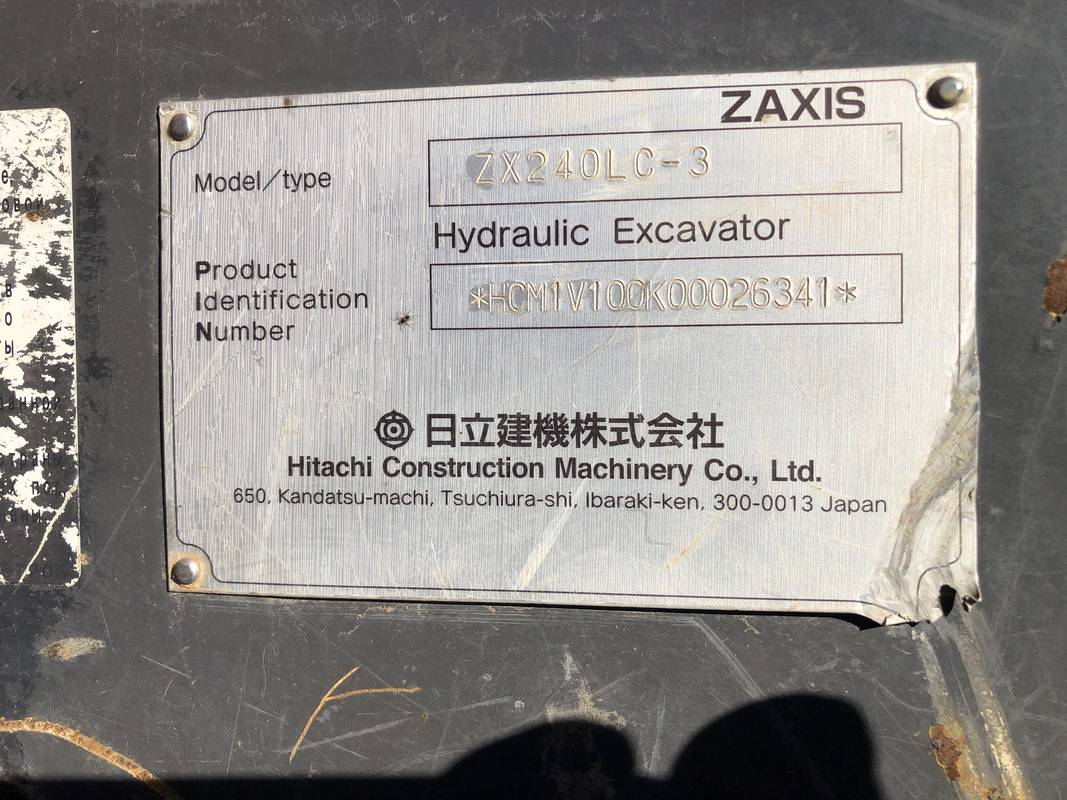 ZAXIS
Model/type ZX240LC-3
Hydraulic Excavator
Product
Identification
Number
*HCM1V100K00026341*
日立建機株式会社
Hitachi Construction Machinery Co., Ltd.
650, Kandatsu-machi, Tsuchiura-shi, Ibaraki-ken, 300-0013 Japan